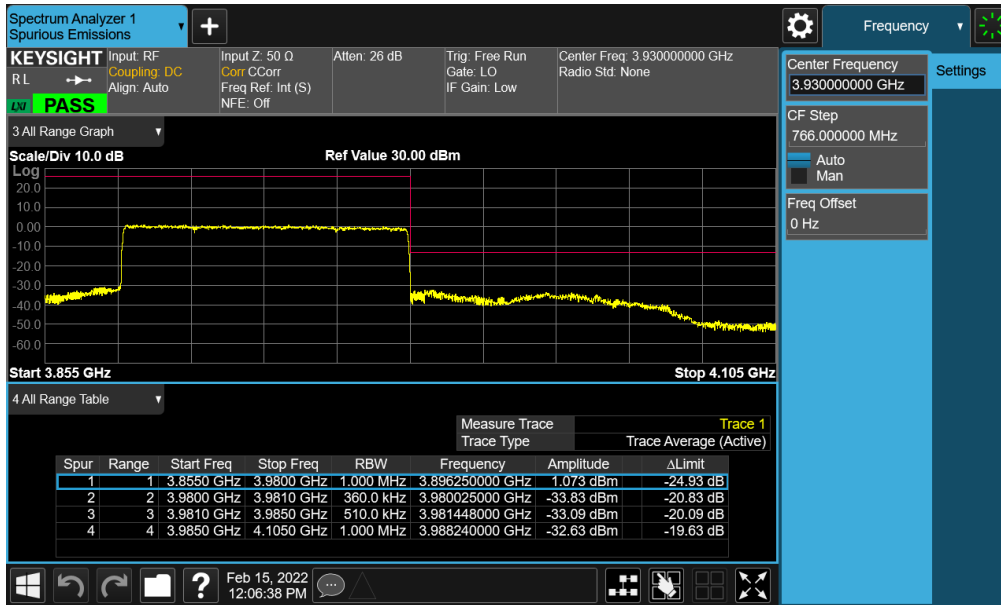 Spectrum Analyzer 1
Spurious Emissions
+
Frequency
KEYSIGHT
R L
LXI
PASS
Input: RF
Coupling: DC
Align: Auto
Input Z: 50 Ω
Corr CCorr
Freq Ref: Int (S)
NFE: Off
Atten: 26 dB
Trig: Free Run
Gate: LO
IF Gain: Low
Center Freq: 3.930000000 GHz
Radio Std: None
Center Frequency
3.930000000 GHz
Settings
CF Step
766.000000 MHz
Auto
Man
Freq Offset
0 Hz
3 All Range Graph
Scale/Div 10.0 dB
Ref Value 30.00 dBm
Log
20.0
10.0
0.00
-10.0
-20.0
-30.0
-40.0
-50.0
-60.0
Start 3.855 GHz
Stop 4.105 GHz
4 All Range Table
Measure Trace Trace 1
Trace Type Trace Average (Active)
Spur Range Start Freq Stop Freq RBW Frequency Amplitude ΔLimit
1 1 3.8550 GHz 3.9800 GHz 1.000 MHz 3.896250000 GHz 1.073 dBm -24.93 dB
2 2 3.9800 GHz 3.9810 GHz 360.0 kHz 3.980025000 GHz -33.83 dBm -20.83 dB
3 3 3.9810 GHz 3.9850 GHz 510.0 kHz 3.981448000 GHz -33.09 dBm -20.09 dB
4 4 3.9850 GHz 4.1050 GHz 1.000 MHz 3.988240000 GHz -32.63 dBm -19.63 dB
?
Feb 15, 2022
12:06:38 PM